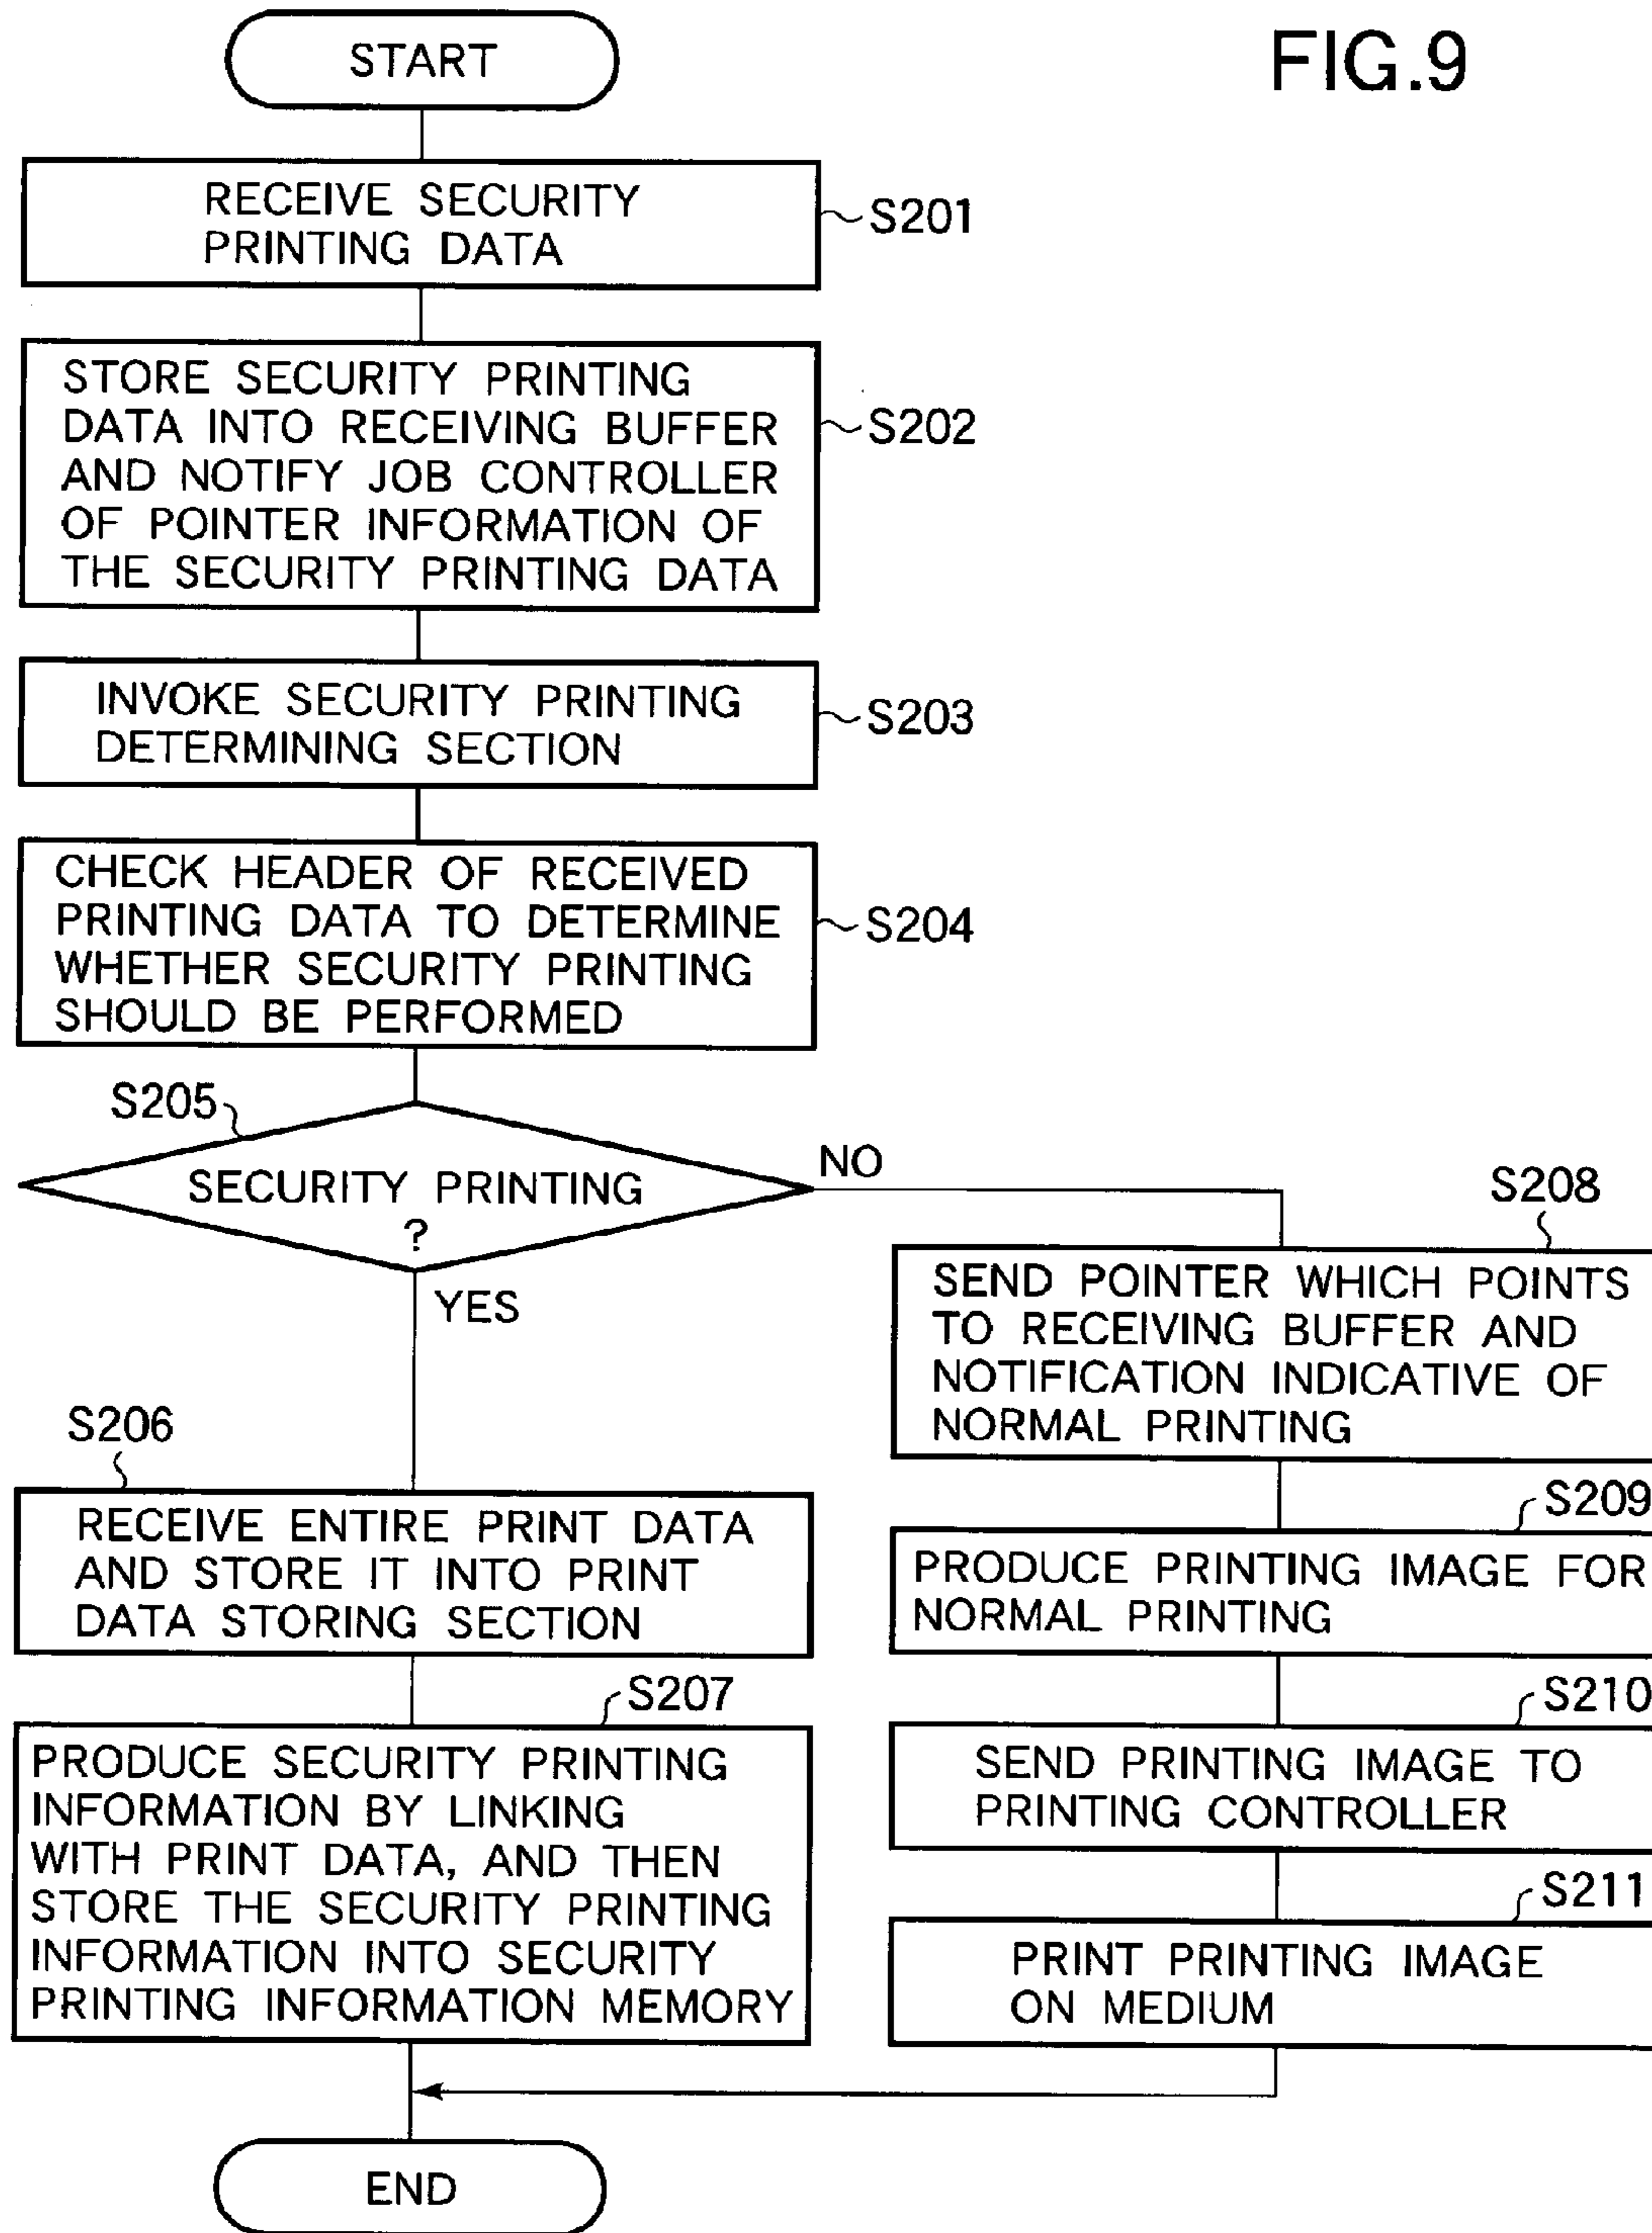 FIG.9
START
RECEIVE SECURITY
PRINTING DATA
S201
STORE SECURITY PRINTING
DATA INTO RECEIVING BUFFER
AND NOTIFY JOB CONTROLLER
OF POINTER INFORMATION OF
THE SECURITY PRINTING DATA
S202
INVOKE SECURITY PRINTING
DETERMINING SECTION
S203
CHECK HEADER OF RECEIVED
PRINTING DATA TO DETERMINE
WHETHER SECURITY PRINTING
SHOULD BE PERFORMED
S204
S205
SECURITY PRINTING
?
NO
YES
S206
RECEIVE ENTIRE PRINT DATA
AND STORE IT INTO PRINT
DATA STORING SECTION
S207
PRODUCE SECURITY PRINTING
INFORMATION BY LINKING
WITH PRINT DATA, AND THEN
STORE THE SECURITY PRINTING
INFORMATION INTO SECURITY
PRINTING INFORMATION MEMORY
S208
SEND POINTER WHICH POINTS
TO RECEIVING BUFFER AND
NOTIFICATION INDICATIVE OF
NORMAL PRINTING
S209
PRODUCE PRINTING IMAGE FOR
NORMAL PRINTING
S210
SEND PRINTING IMAGE TO
PRINTING CONTROLLER
S211
PRINT PRINTING IMAGE
ON MEDIUM
END